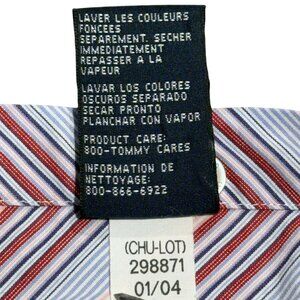 LAVER LES COULEURS
FONCEES
SEPAREMENT. SECHER
IMMEDIATEMENT
REPASSER A LA
VAPEUR
LAVAR LOS COLORES
OSCUROS SEPARADO
SECAR PRONTO
PLANCHAR CON VAPOR
PRODUCT CARE:
800-TOMMY CARES
INFORMATION DE
NETTOYAGE:
800-866-6922
(CHU-LOT)
298871
01/04